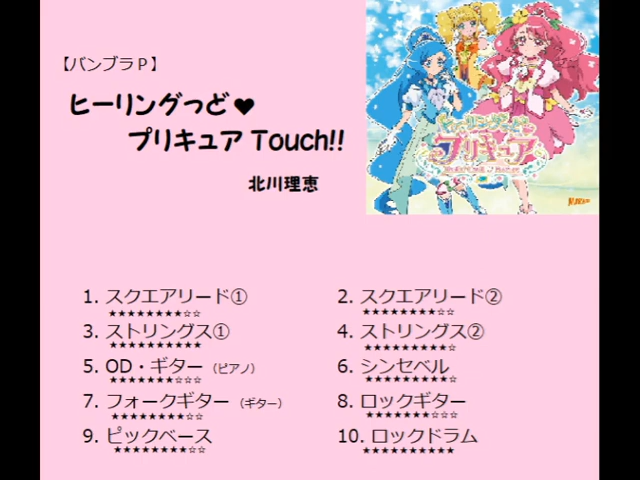 【バンブラＰ】
ヒーリングっど♥
プリキュア Touch!!
北川理恵
プリキュア
1. スクエアリード①
★★★★★★★★☆☆
2. スクエアリード②
★★★★★★★★☆☆
3. ストリングス①
★★★★★★★★★★
4. ストリングス②
★★★★★★★★★☆
5. OD・ギター （ピアノ）
★★★★★★★☆☆☆
6. シンセベル
★★★★★★★★★☆
7. フォークギター （ギター）
★★★★★★★★☆☆
8. ロックギター
★★★★★★★☆☆☆
9. ピックベース
★★★★★★★★☆☆
10. ロックドラム
★★★★★★★★★★